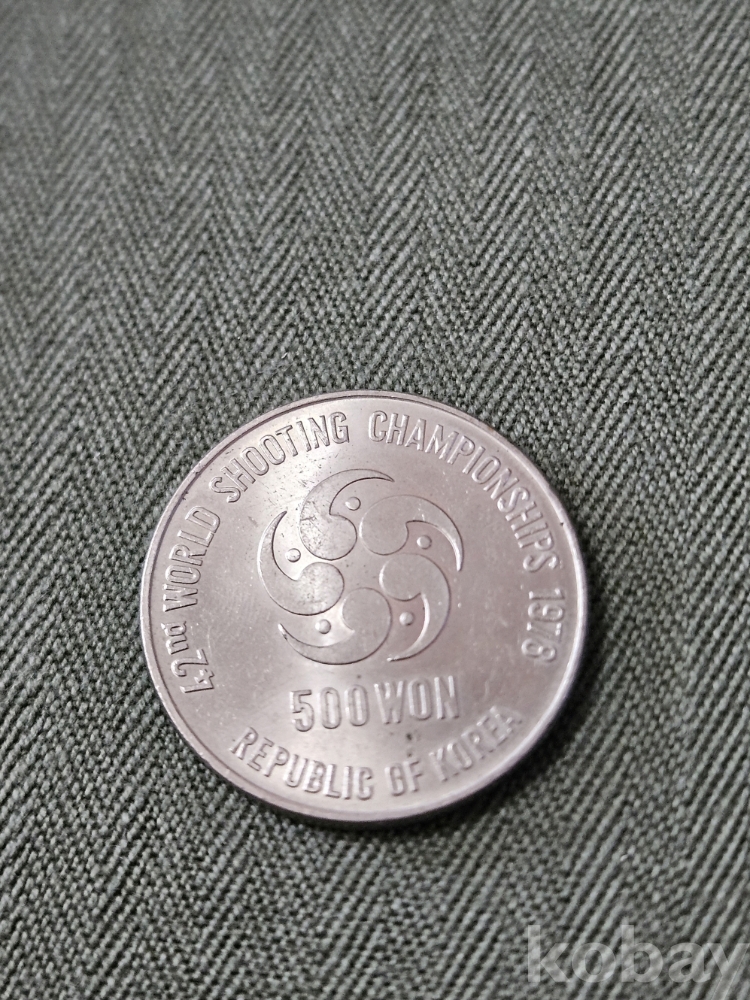 42nd WORLD SHOOTING CHAMPIONSHIPS 1978
500 WON
REPUBLIC OF KOREA
kobay